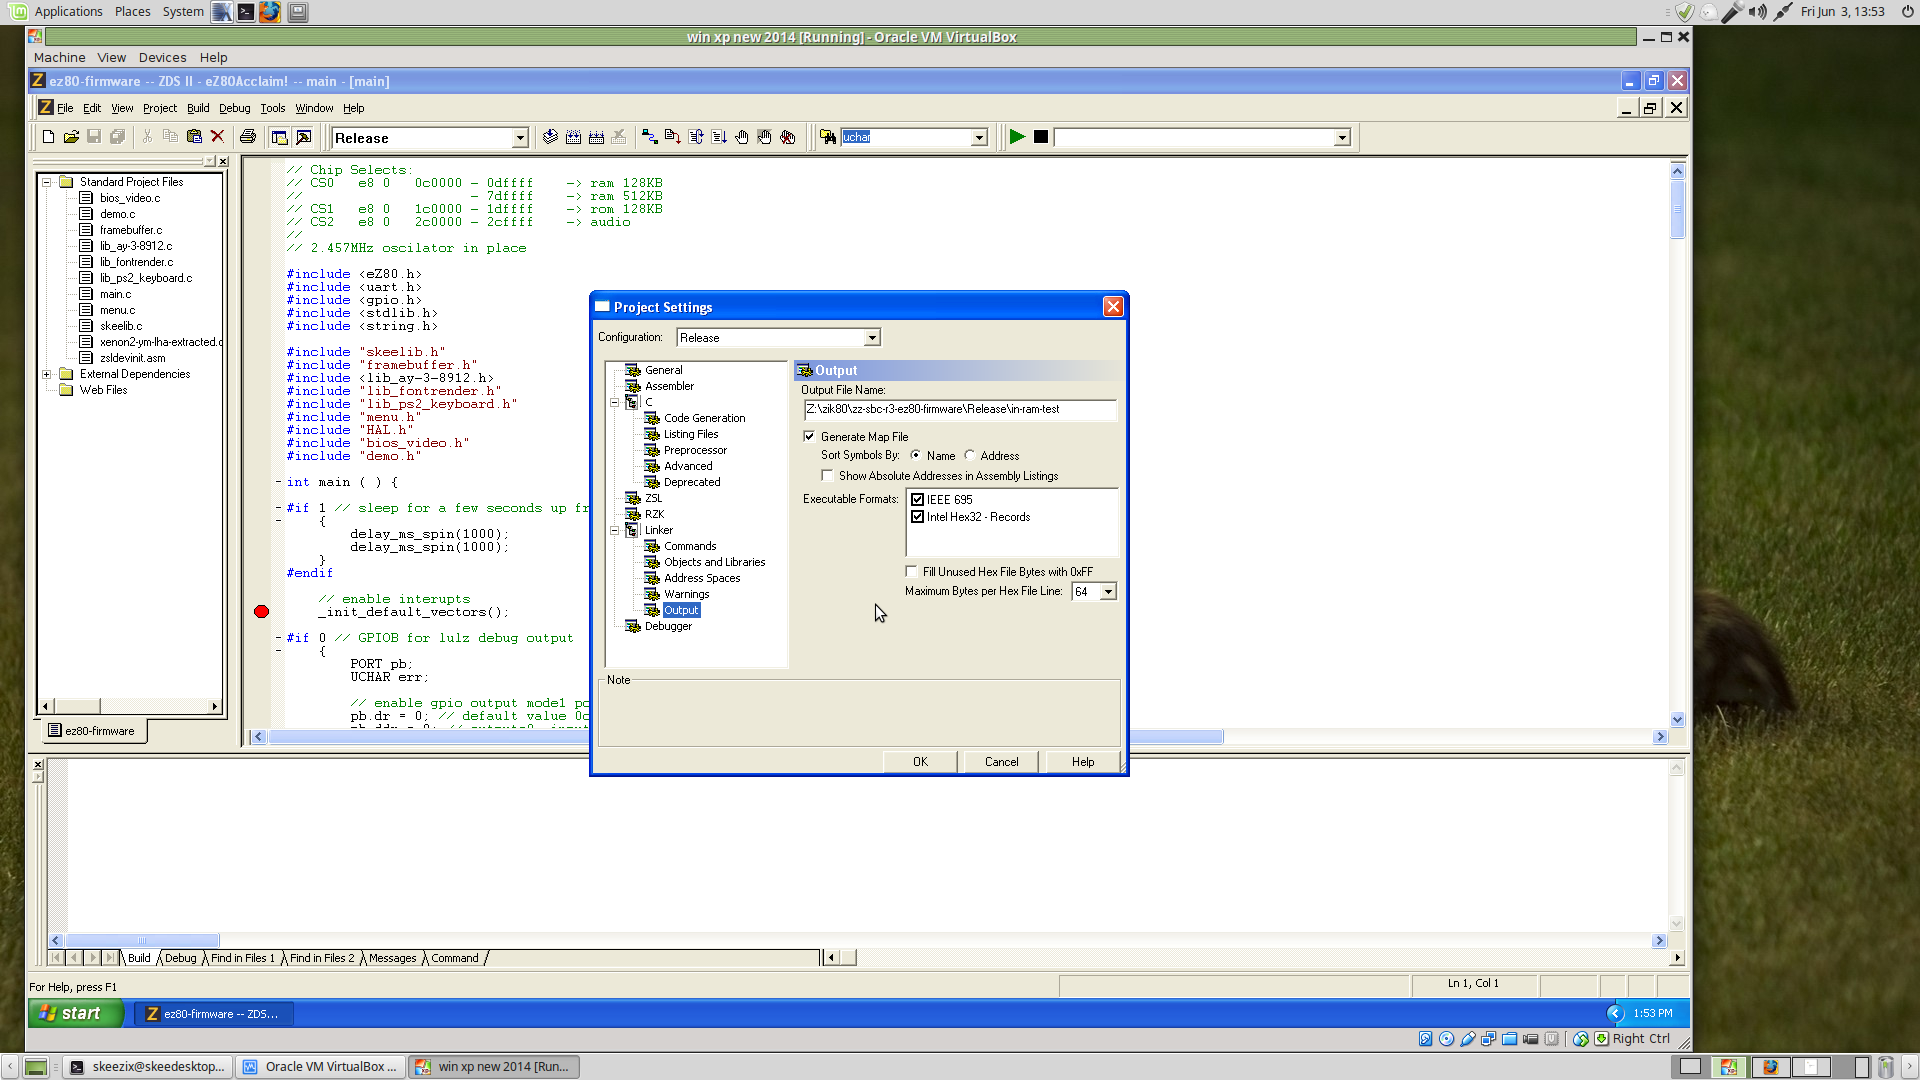 Applications Places System
Fri Jun 3, 13:53
win xp new 2014 [Running] - Oracle VM VirtualBox
Machine View Devices Help
ez80-firmware -- ZDS II - eZ80Acclaim! -- main - [main]
File Edit View Project Build Debug Tools Window Help
Release
uchar
Standard Project Files
bios_video.c
demo.c
framebuffer.c
lib_ay-3-8912.c
lib_fontrender.c
lib_ps2_keyboard.c
main.c
menu.c
skeelib.c
xenon2-ym-lha-extracted.c
zsldevinit.asm
External Dependencies
Web Files
ez80-firmware
// Chip Selects:
// CS0 e8 0 0c0000 - 0dffff -> ram 128KB
// - 7dffff -> ram 512KB
// CS1 e8 0 1c0000 - 1dffff -> rom 128KB
// CS2 e8 0 2c0000 - 2cffff -> audio
//
// 2.457MHz oscilator in place
#include <eZ80.h>
#include <uart.h>
#include <gpio.h>
#include <stdlib.h>
#include <string.h>
#include "skeelib.h"
#include "framebuffer.h"
#include <lib_ay-3-8912.h>
#include "lib_fontrender.h"
#include "lib_ps2_keyboard.h"
#include "menu.h"
#include "HAL.h"
#include "bios_video.h"
#include "demo.h"
int main ( ) {
#if 1 // sleep for a few seconds up fr
{
delay_ms_spin(1000);
delay_ms_spin(1000);
}
#endif
// enable interupts
_init_default_vectors();
#if 0 // GPIOB for lulz debug output
{
PORT pb;
UCHAR err;
// enable gpio output mode1 po
pb.dr = 0; // default value 0c
Project Settings
Configuration: Release
General
Assembler
C
Code Generation
Listing Files
Preprocessor
Advanced
Deprecated
ZSL
RZK
Linker
Commands
Objects and Libraries
Address Spaces
Warnings
Output
Debugger
Output
Output File Name:
Z:\zik80\zz-sbc-r3-ez80-firmware\Release\in-ram-test
Generate Map File
Sort Symbols By: Name Address
Show Absolute Addresses in Assembly Listings
Executable Formats: IEEE 695
Intel Hex32 - Records
Fill Unused Hex File Bytes with 0xFF
Maximum Bytes per Hex File Line: 64
Note
OK Cancel Help
Build Debug Find in Files 1 Find in Files 2 Messages Command
For Help, press F1
Ln 1, Col 1
start ez80-firmware -- ZDS... 1:53 PM
Right Ctrl
skeezix@skeedesktop... Oracle VM VirtualBox ... win xp new 2014 [Run...